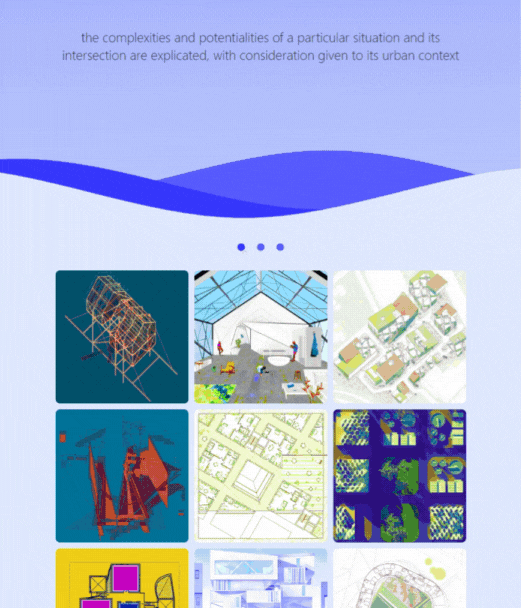 the complexities and potentialities of a particular situation and its
intersection are explicated, with consideration given to its urban context